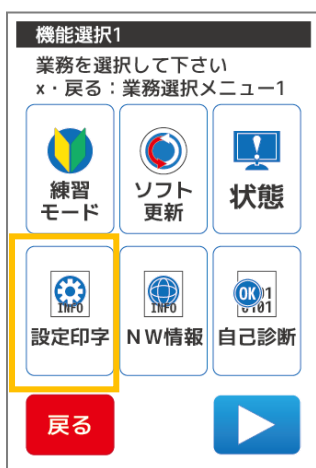 機能選択1
業務を選択して下さい
x・戻る：業務選択メニュー1
練習
モード
ソフト
更新
!
状態
INFO
設定印字
INFO
NW情報
OK
01
0101
自己診断
戻る